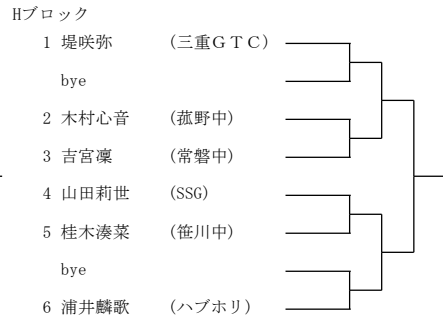 Hブロック
1 堤咲弥 (三重GTC)
bye
2 木村心音 (菰野中)
3 吉宮凜 (常磐中)
4 山田莉世 (SSG)
5 桂木湊菜 (笹川中)
bye
6 浦井麟歌 (ハブホリ)